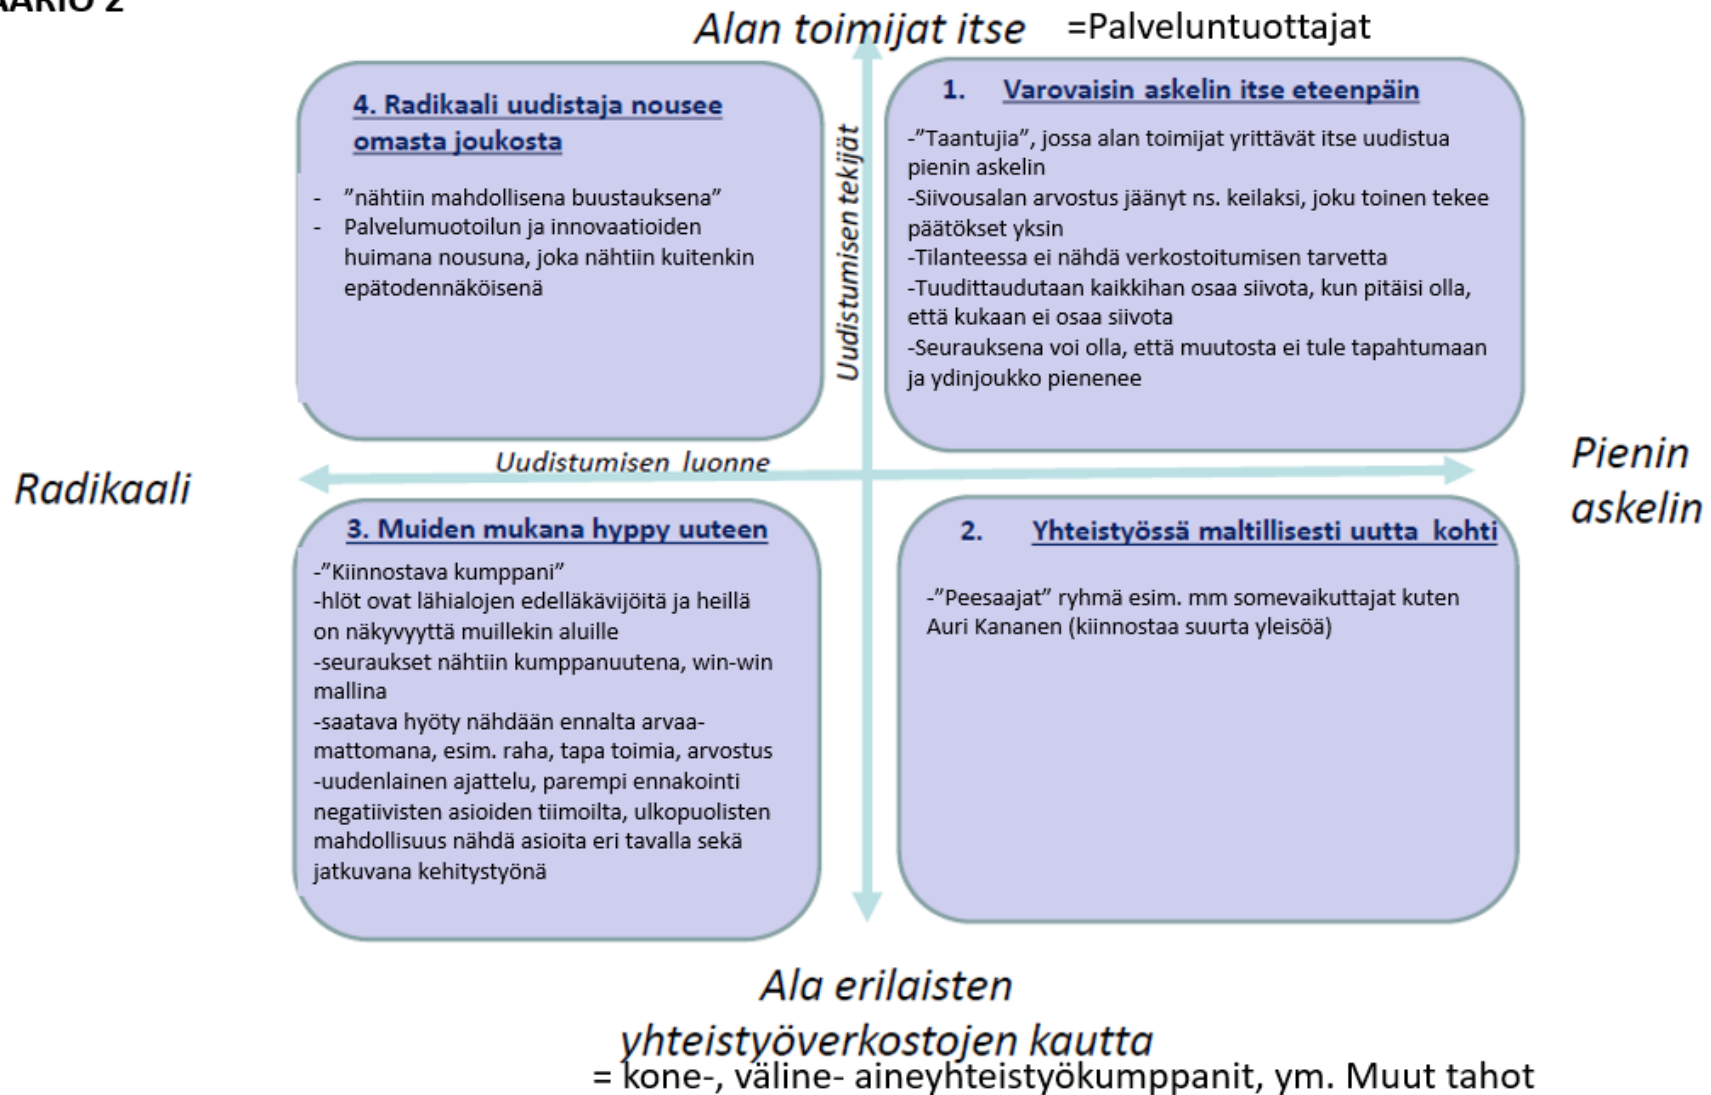 Alan toimijat itse =Palveluntuottajat
4. Radikaali uudistaja nousee
omasta joukosta
- ”nähtiin mahdollisena buustauksena”
- Palvelumuotoilun ja innovaatioiden
huimana nousuna, joka nähtiin kuitenkin
epätodennäköisenä
Uudistumisen tekijät
1. Varovaisin askelin itse eteenpäin
-”Taantujia”, jossa alan toimijat yrittävät itse uudistua
pienin askelin
-Siivousalan arvostus jäänyt ns. keilaksi, joku toinen tekee
päätökset yksin
-Tilanteessa ei nähdä verkostoitumisen tarvetta
-Tuudittaudutaan kaikkihan osaa siivota, kun pitäisi olla,
että kukaan ei osaa siivota
-Seurauksena voi olla, että muutosta ei tule tapahtumaan
ja ydinjoukko pienenee
Radikaali
Uudistumisen luonne
Pienin
askelin
3. Muiden mukana hyppy uuteen
-”Kiinnostava kumppani”
-hlöt ovat lähialojen edelläkävijöitä ja heillä
on näkyvyyttä muillekin aluille
-seuraukset nähtiin kumppanuutena, win-win
mallina
-saatava hyöty nähdään ennalta arvaa-
mattomana, esim. raha, tapa toimia, arvostus
-uudenlainen ajattelu, parempi ennakointi
negatiivisten asioiden tiimoilta, ulkopuolisten
mahdollisuus nähdä asioita eri tavalla sekä
jatkuvana kehitystyönä
2. Yhteistyössä maltillisesti uutta kohti
-”Peesaajat” ryhmä esim. mm somevaikuttajat kuten
Auri Kananen (kiinnostaa suurta yleisöä)
Ala erilaisten
yhteistyöverkostojen kautta
= kone-, väline- aineyhteistyökumppanit, ym. Muut tahot